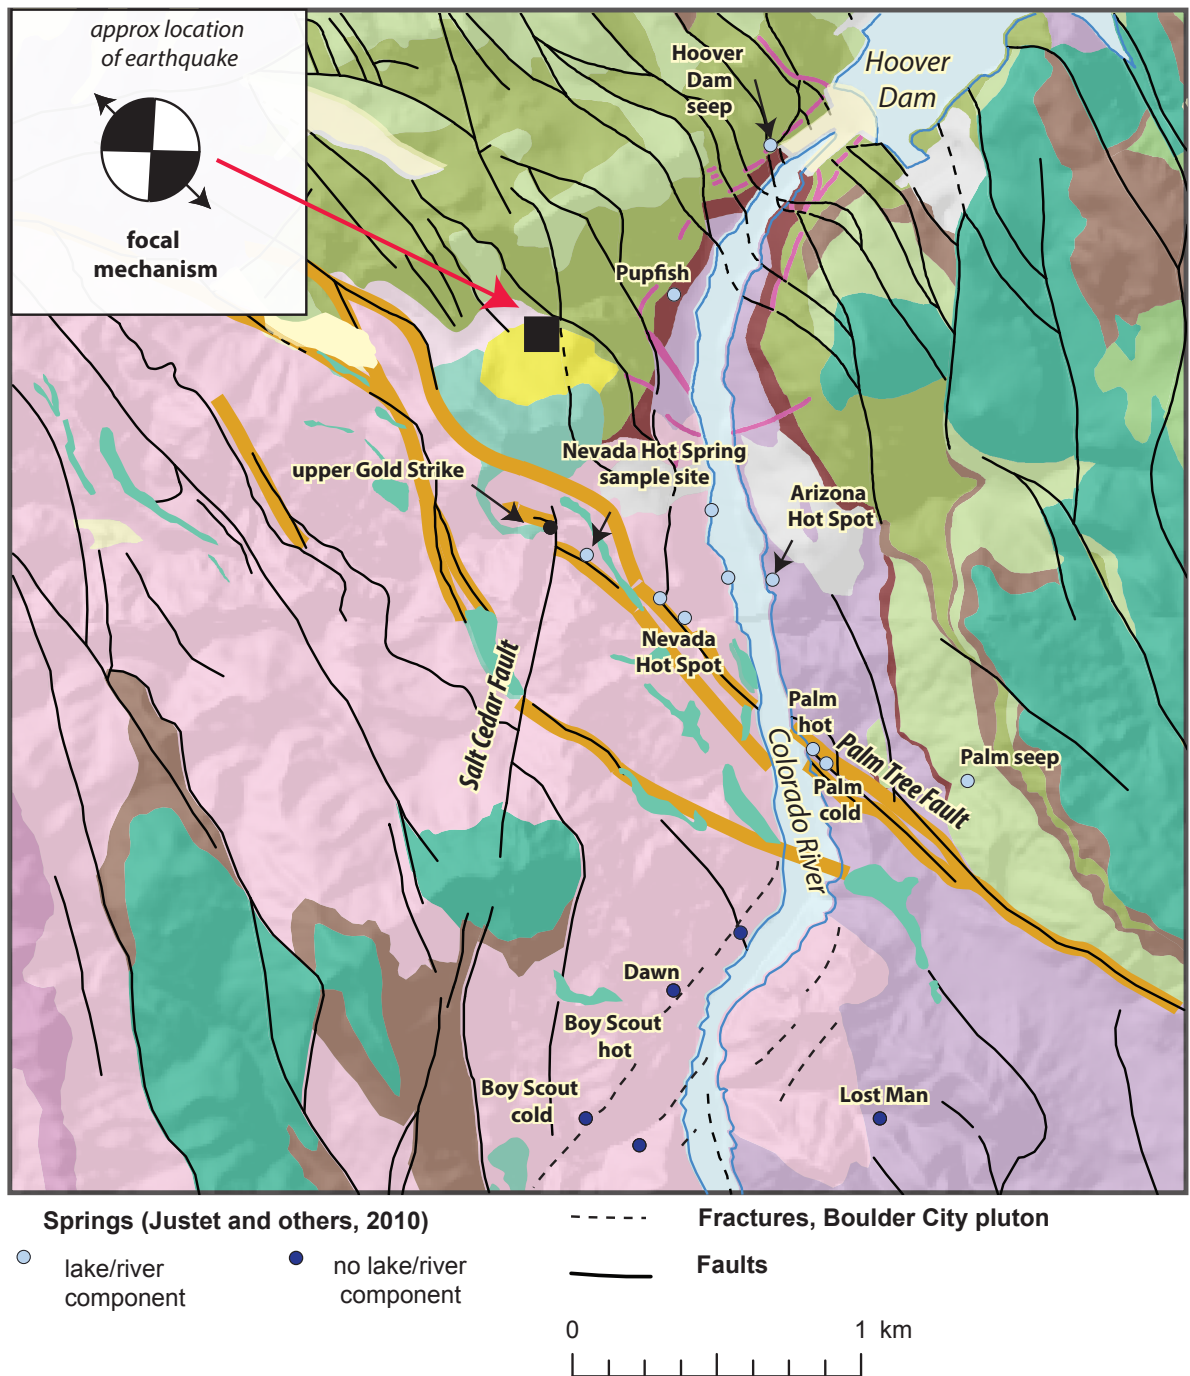 approx location
of earthquake
focal
mechanism
Hoover
Dam
seep
Hoover
Dam
Pupfish
Nevada Hot Spring
sample site
upper Gold Strike
Arizona
Hot Spot
Nevada
Hot Spot
Salt Cedar Fault
Palm
hot
Palm Tree Fault
Palm seep
Palm
cold
Colorado River
Dawn
Boy Scout
hot
Boy Scout
cold
Lost Man
Springs (Justet and others, 2010)
lake/river
component
no lake/river
component
Fractures, Boulder City pluton
Faults
0 1 km